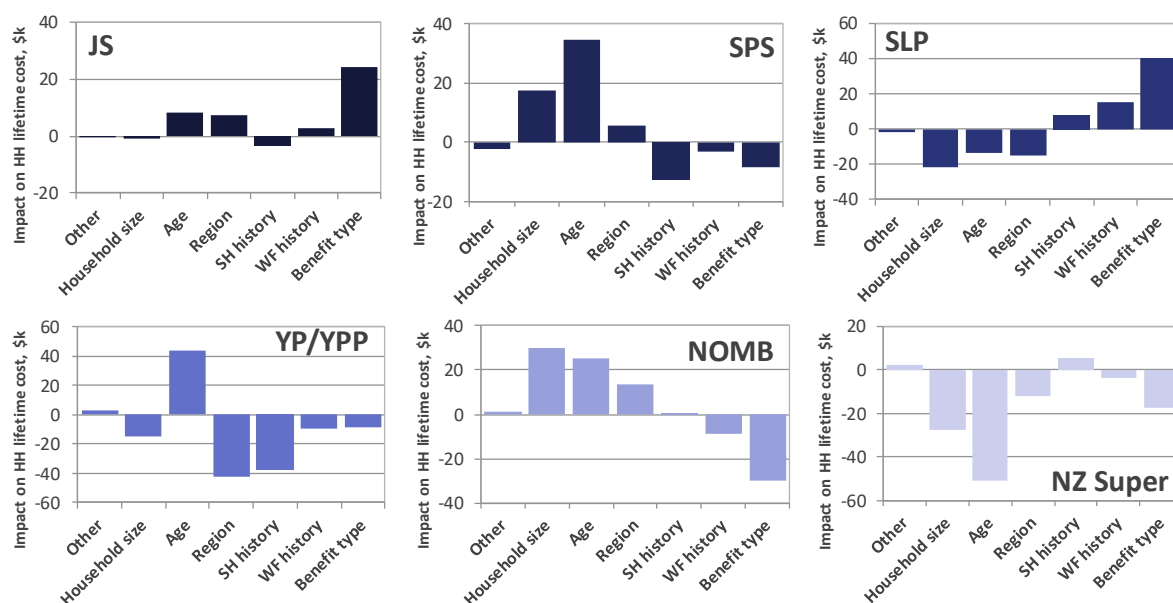 JS
Impact on HH lifetime cost, $k
40
20
0
-20
Other
Household size
Age
Region
SH history
WF history
Benefit type
SPS
Impact on HH lifetime cost, $k
40
20
0
-20
Other
Household size
Age
Region
SH history
WF history
Benefit type
SLP
Impact on HH lifetime cost, $k
60
40
20
0
-20
-40
Other
Household size
Age
Region
SH history
WF history
Benefit type
YP/YPP
Impact on HH lifetime cost, $k
60
40
20
0
-20
-40
-60
Other
Household size
Age
Region
SH history
WF history
Benefit type
NOMB
Impact on HH lifetime cost, $k
40
20
0
-20
-40
Other
Household size
Age
Region
SH history
WF history
Benefit type
NZ Super
Impact on HH lifetime cost, $k
20
0
-20
-40
-60
Other
Household size
Age
Region
SH history
WF history
Benefit type